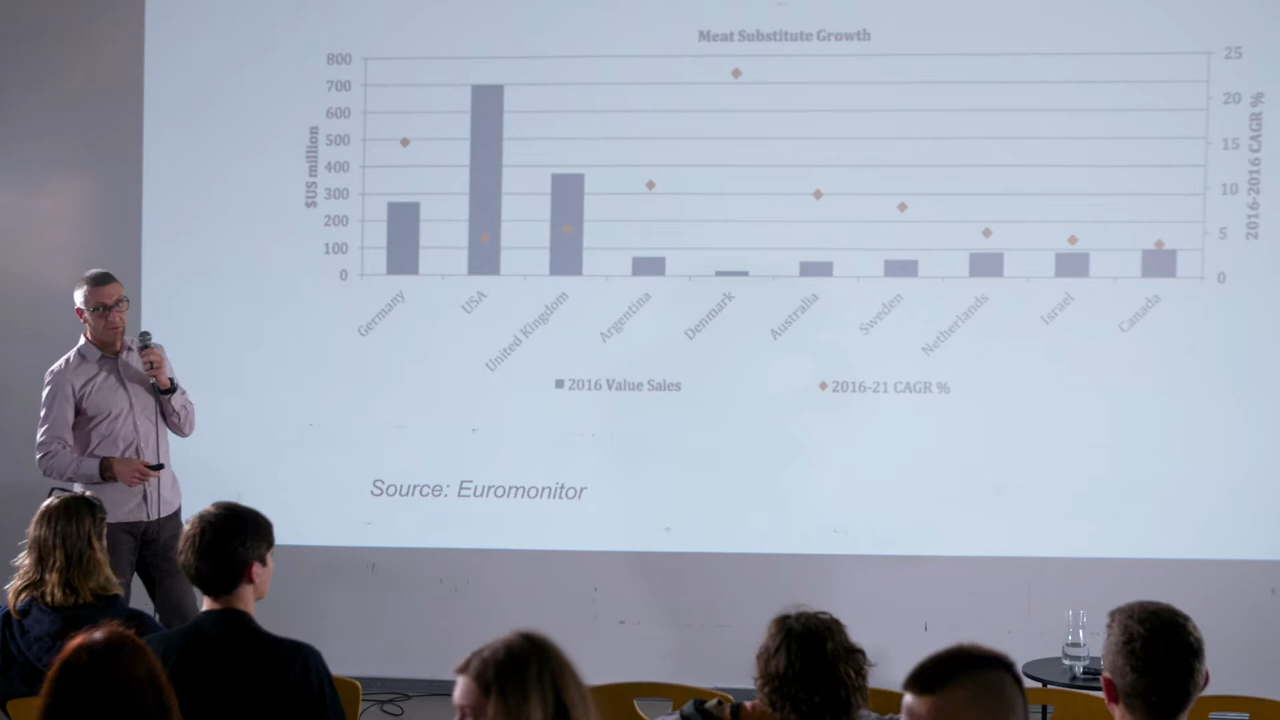 Meat Substitute Growth
800
700
600
500
400
300
200
100
0
$US million
25
20
15
10
5
0
2016-2016 CAGR %
Germany
USA
United Kingdom
Argentina
Denmark
Australia
Sweden
Netherlands
Israel
Canada
2016 Value Sales
2016-21 CAGR %
Source: Euromonitor